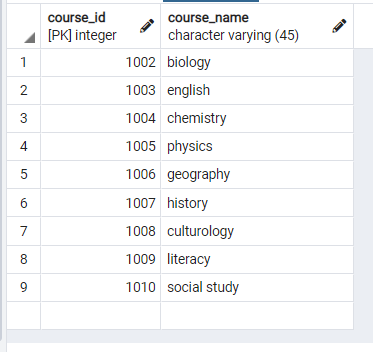 course_id course_name
[PK] integer character varying (45)
1 1002 biology
2 1003 english
3 1004 chemistry
4 1005 physics
5 1006 geography
6 1007 history
7 1008 culturology
8 1009 literacy
9 1010 social study